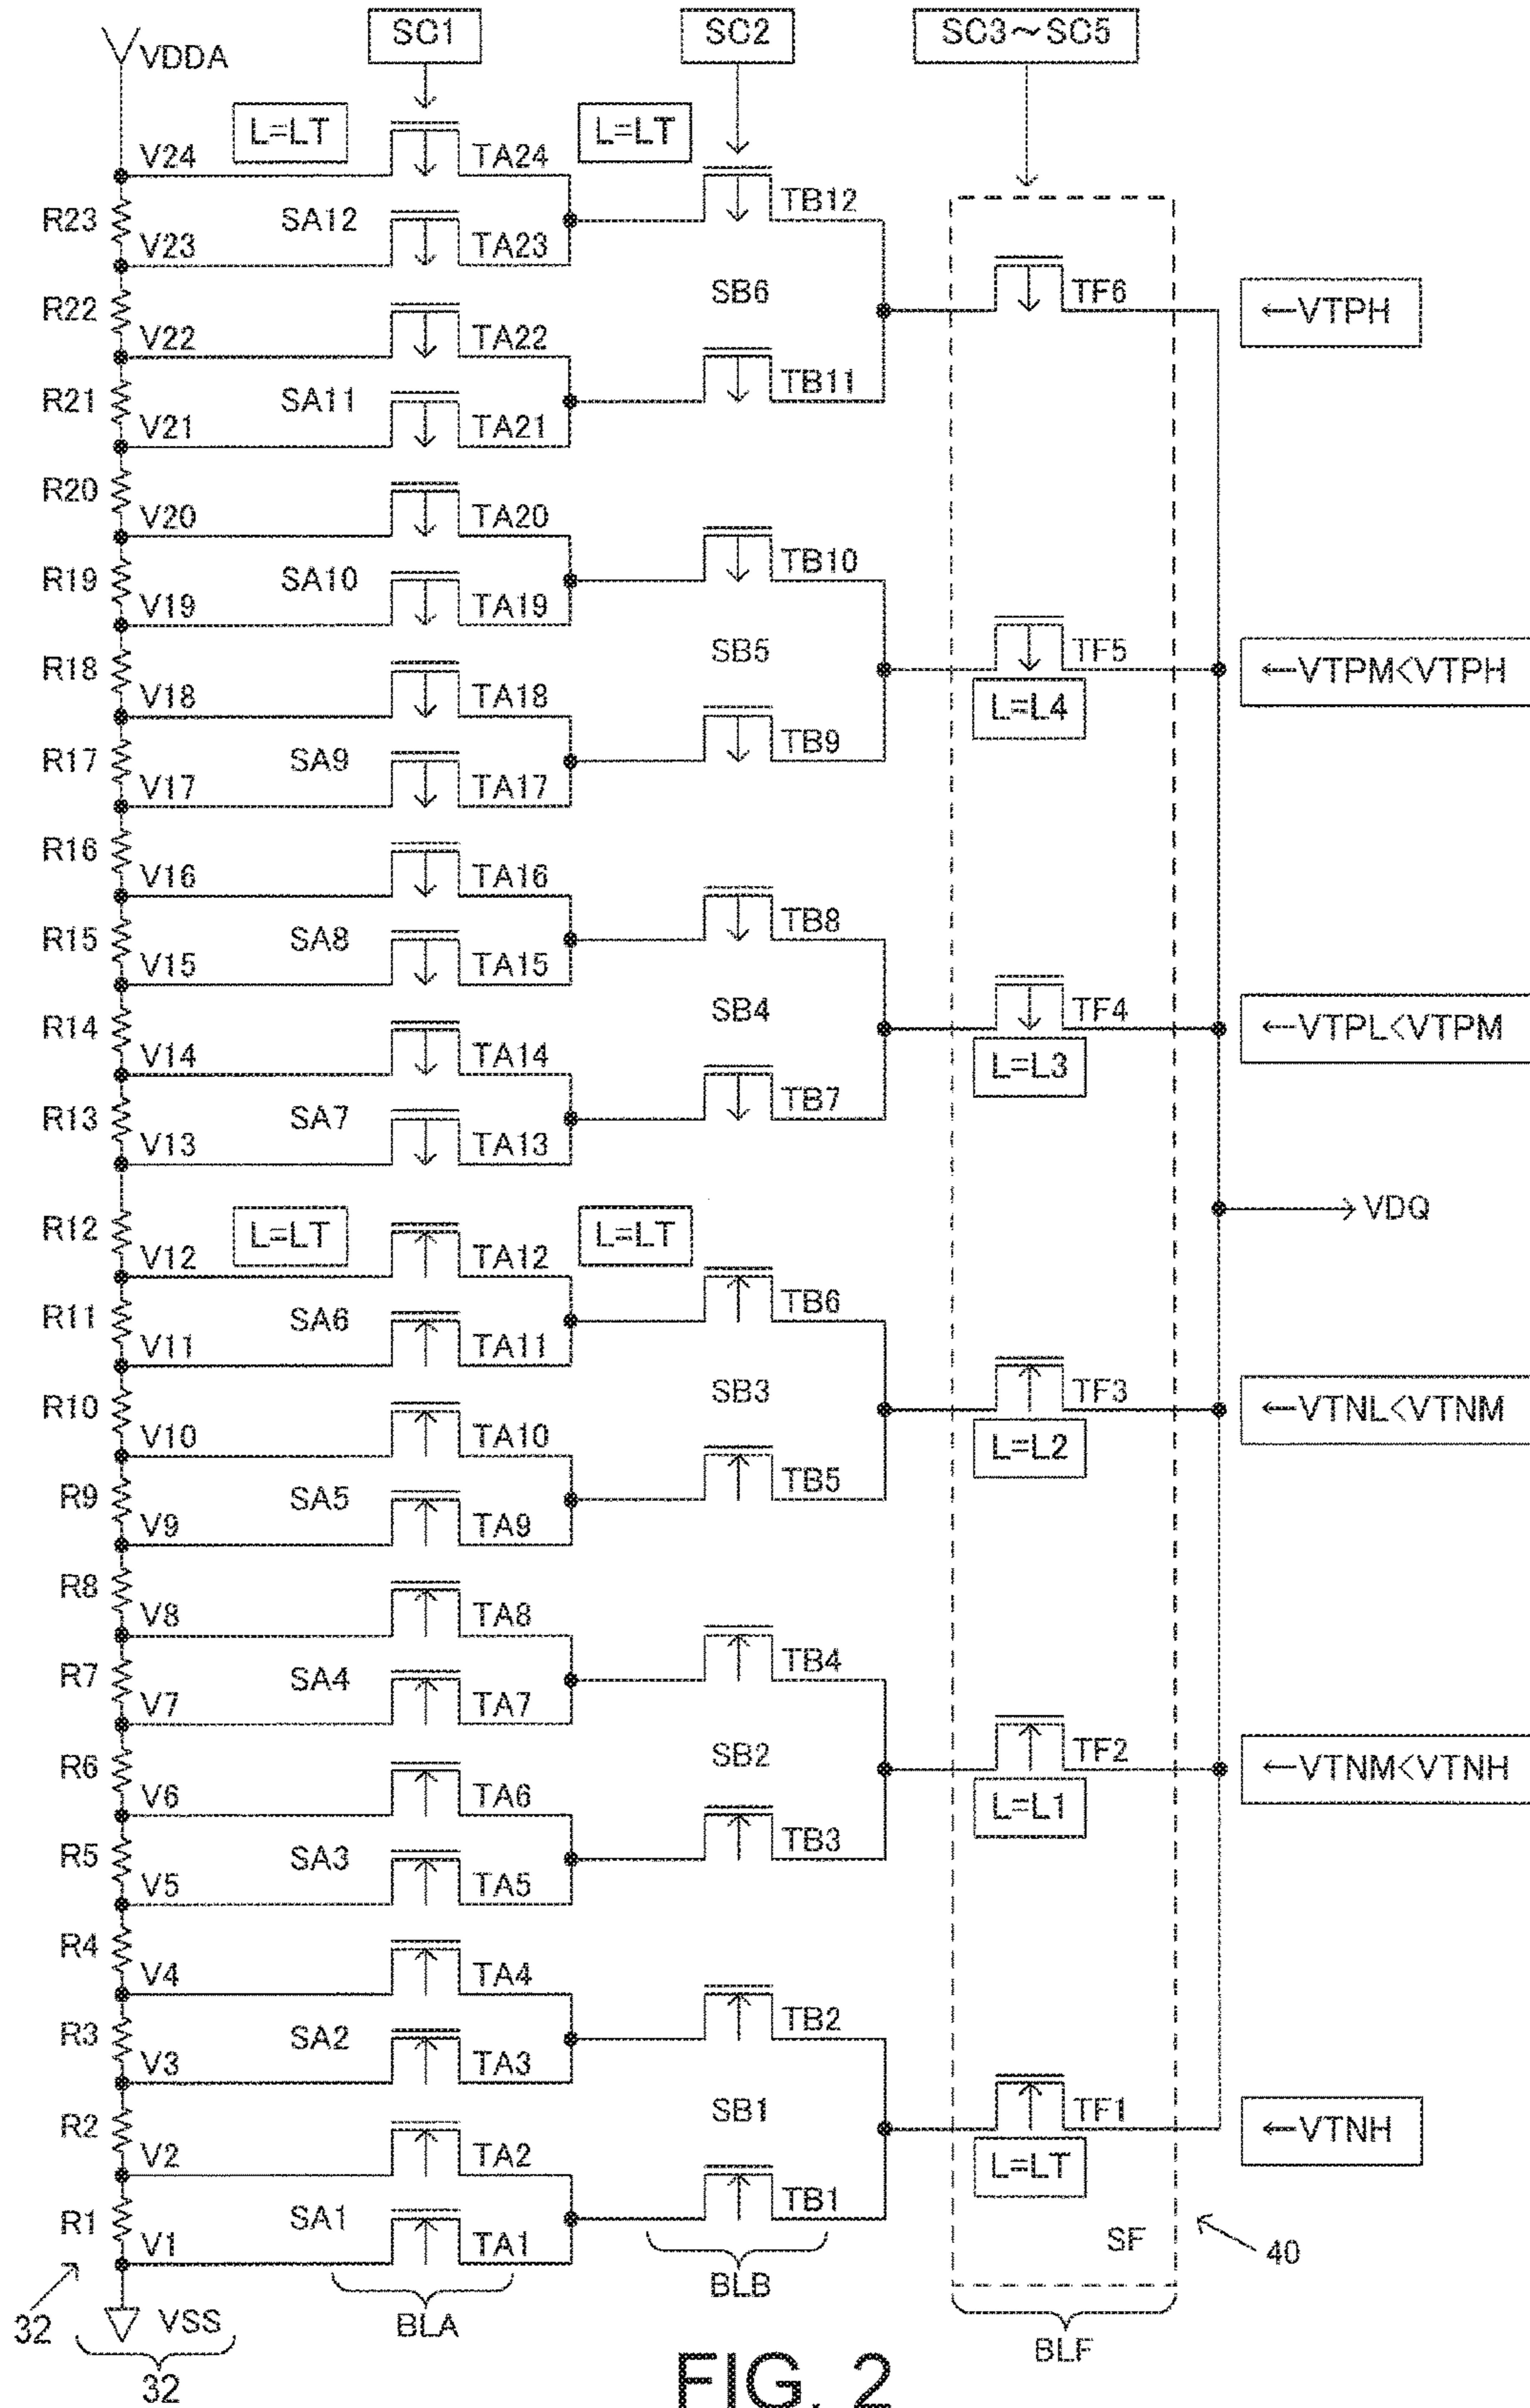 SC1 SC2 SC3～SC5
VDDA
L=LT L=LT
V24 TA24
TB12
R23 SA12
V23 TA23
SB6 TF6 ←VTPH
R22
V22 TA22
TB11
R21 SA11
V21 TA21
R20
V20 TA20
TB10
R19 SA10
V19 TA19
SB5 TF5 ←VTPM<VTPH
R18
V18 TA18
L=L4
TB9
R17 SA9
V17 TA17
R16
V16 TA16
TB8
R15 SA8
V15 TA15
SB4 TF4 ←VTPL<VTPM
R14
V14 TA14
L=L3
TB7
R13 SA7
V13 TA13
VDQ
R12 L=LT L=LT
V12 TA12
TB6
R11 SA6
V11 TA11
SB3 TF3 ←VTNL<VTNM
R10
V10 TA10
L=L2
TB5
R9 SA5
V9 TA9
R8
V8 TA8
TB4
R7 SA4
V7 TA7
SB2 TF2 ←VTNM<VTNH
R6
V6 TA6
L=L1
TB3
R5 SA3
V5 TA5
R4
V4 TA4
TB2
R3 SA2
V3 TA3
SB1 TF1 ←VTNH
R2
V2 TA2
L=LT
TB1
R1 SA1
V1 TA1
SF 40
BLB
32 VSS BLA
BLF
32
FIG. 2